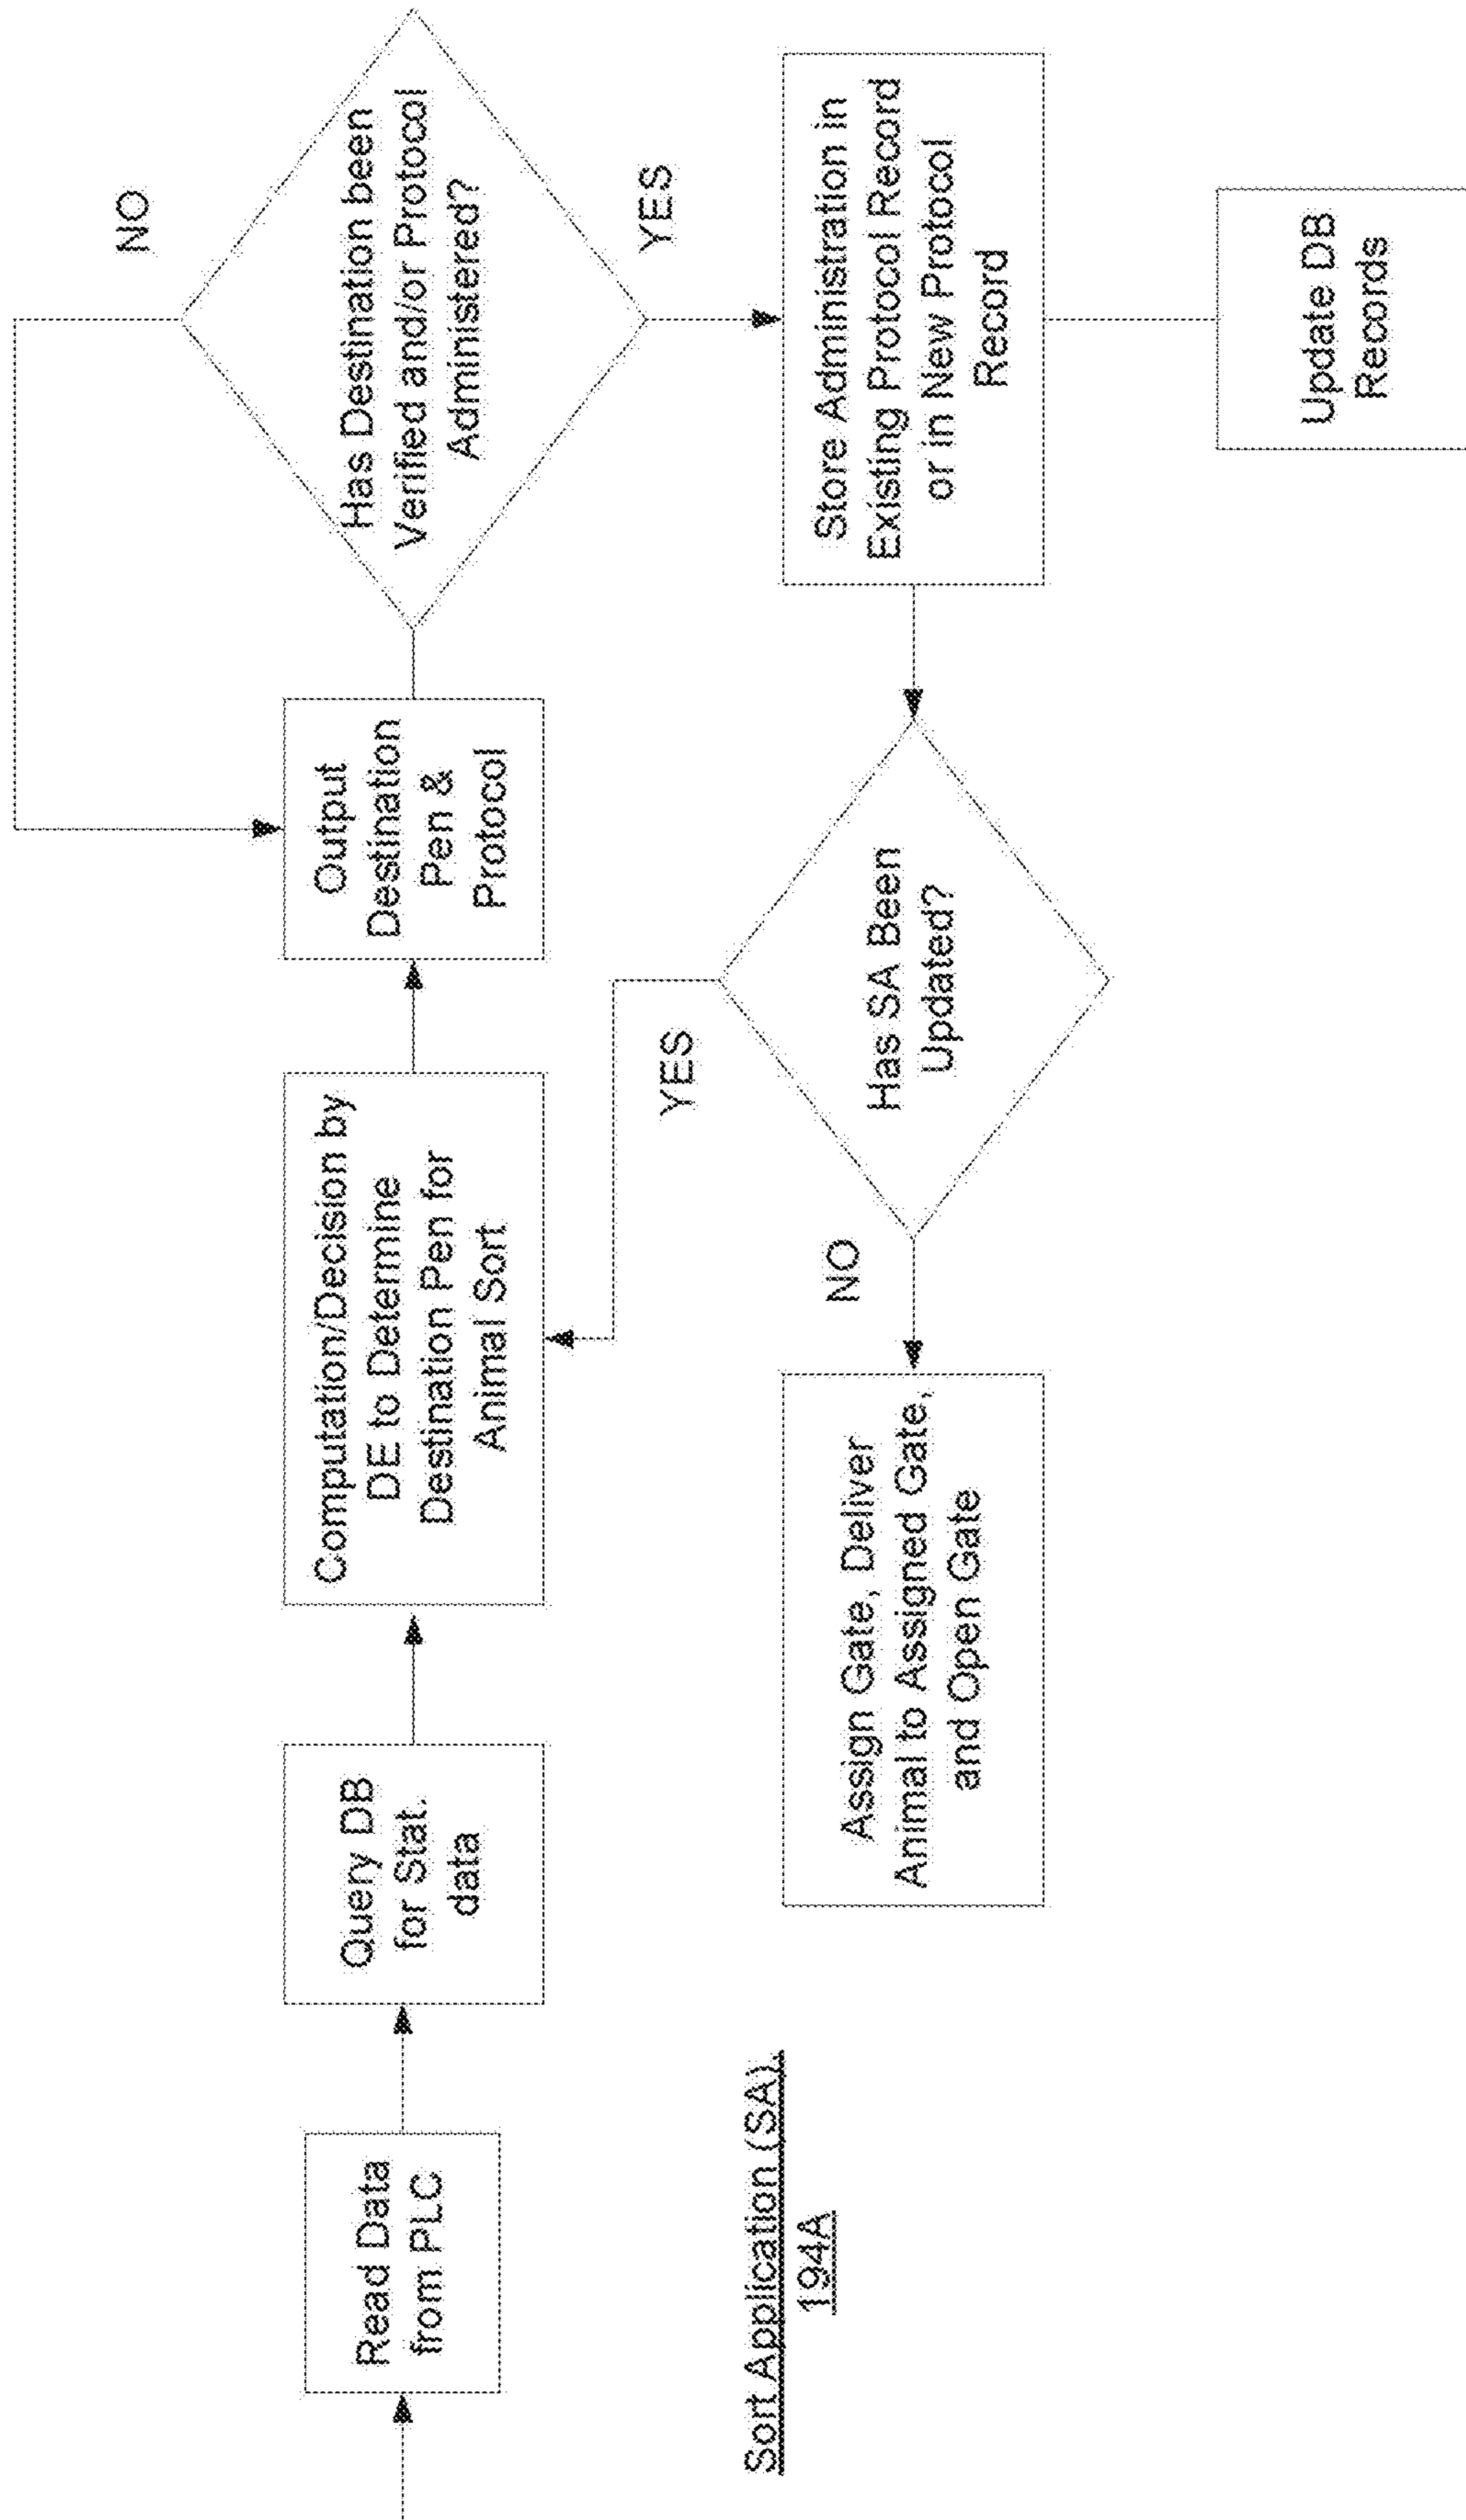 Read Data
from PLC
Query DB
for Stat.
data
Computation/Decision by
DE to Determine
Destination Pen for
Animal Sort
Output
Destination
Pen &
Protocol
NO
Has Destination been
Verified and/or Protocol
Administered?
YES
Store Administration in
Existing Protocol Record
or in New Protocol
Record
Update DB
Records
Has SA Been
Updated?
YES
NO
Assign Gate, Deliver
Animal to Assigned Gate,
and Open Gate
Sort Application (SA),
194A